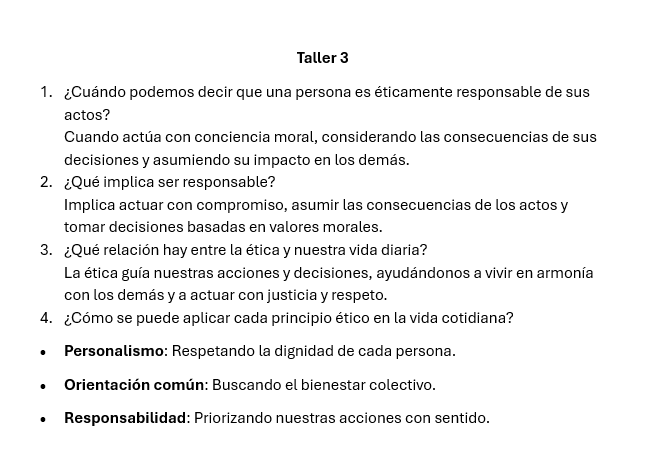 Taller 3
1. ¿Cuándo podemos decir que una persona es éticamente responsable de sus
actos?
Cuando actúa con conciencia moral, considerando las consecuencias de sus
decisiones y asumiendo su impacto en los demás.
2. ¿Qué implica ser responsable?
Implica actuar con compromiso, asumir las consecuencias de los actos y
tomar decisiones basadas en valores morales.
3. ¿Qué relación hay entre la ética y nuestra vida diaria?
La ética guía nuestras acciones y decisiones, ayudándonos a vivir en armonía
con los demás y a actuar con justicia y respeto.
4. ¿Cómo se puede aplicar cada principio ético en la vida cotidiana?
• Personalismo: Respetando la dignidad de cada persona.
• Orientación común: Buscando el bienestar colectivo.
• Responsabilidad: Priorizando nuestras acciones con sentido.